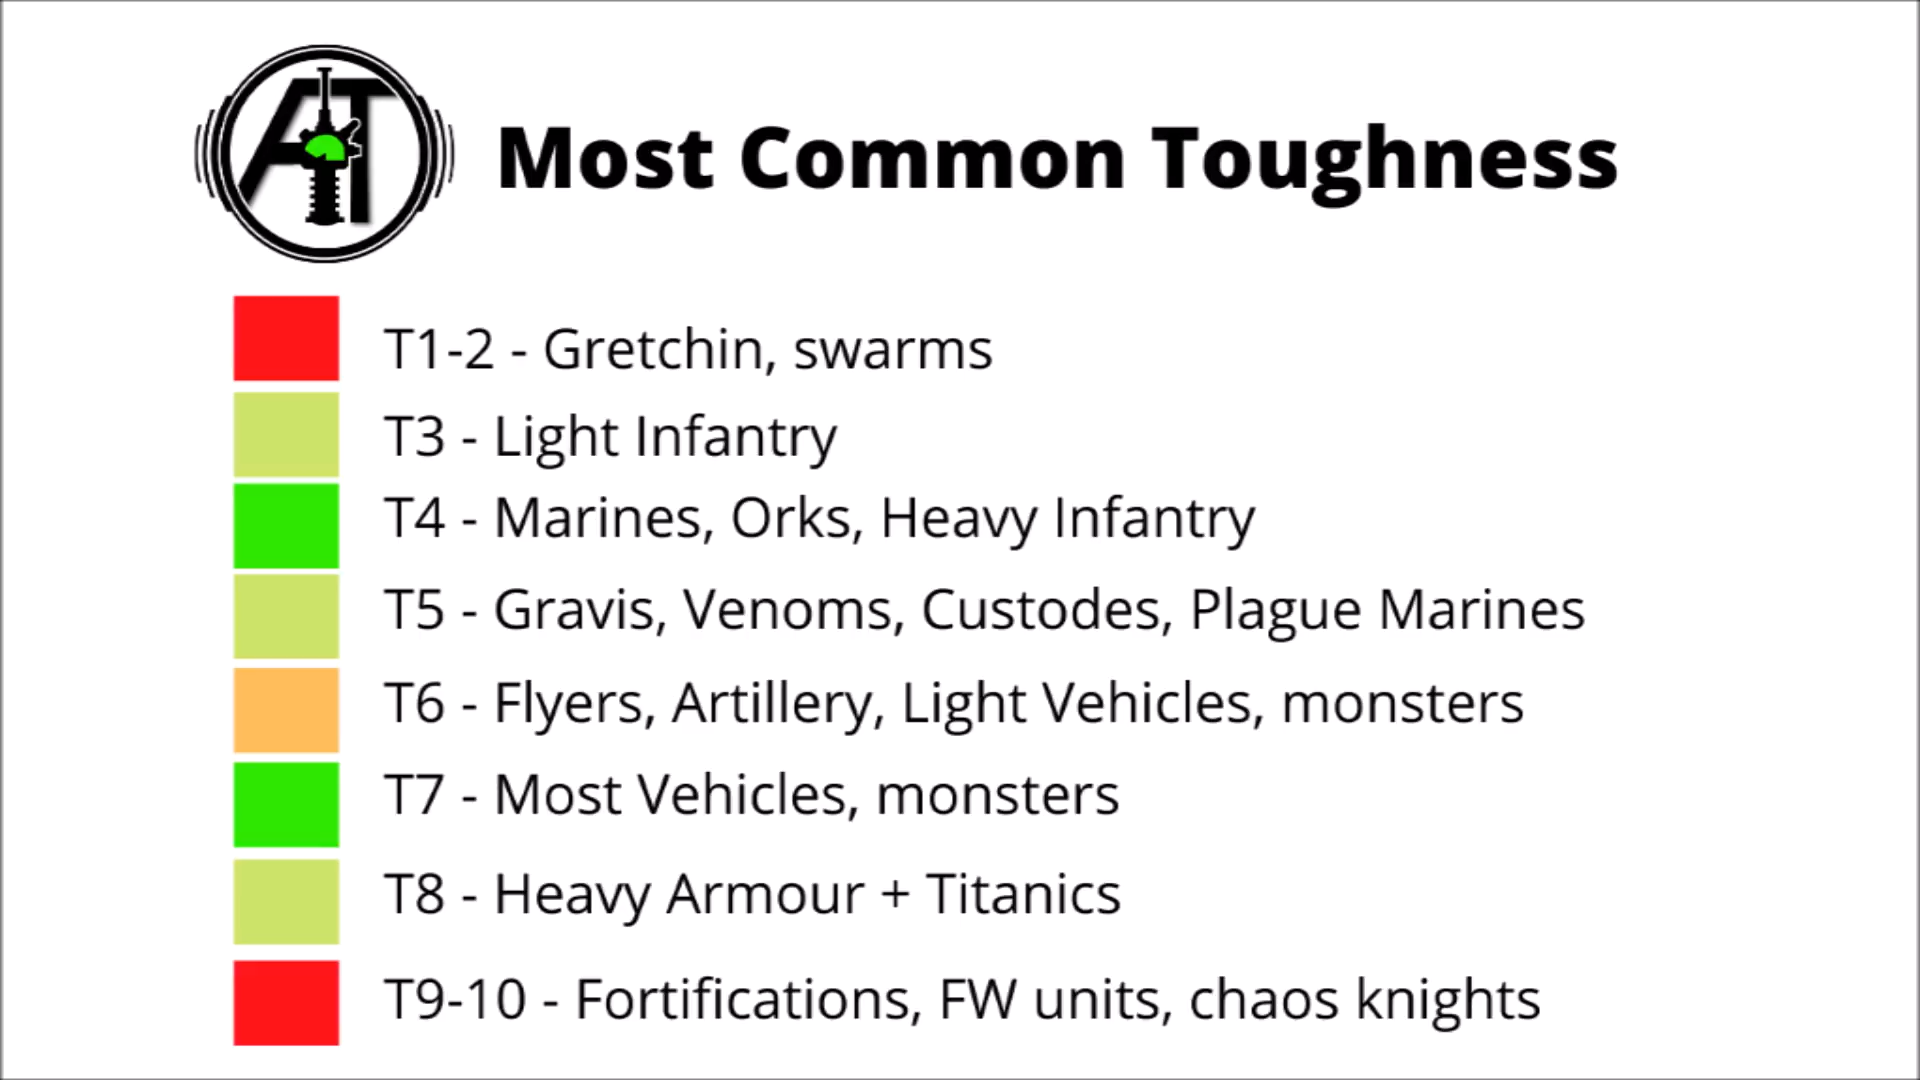 AT
Most Common Toughness
T1-2 - Gretchin, swarms
T3 - Light Infantry
T4 - Marines, Orks, Heavy Infantry
T5 - Gravis, Venoms, Custodes, Plague Marines
T6 - Flyers, Artillery, Light Vehicles, monsters
T7 - Most Vehicles, monsters
T8 - Heavy Armour + Titanics
T9-10 - Fortifications, FW units, chaos knights